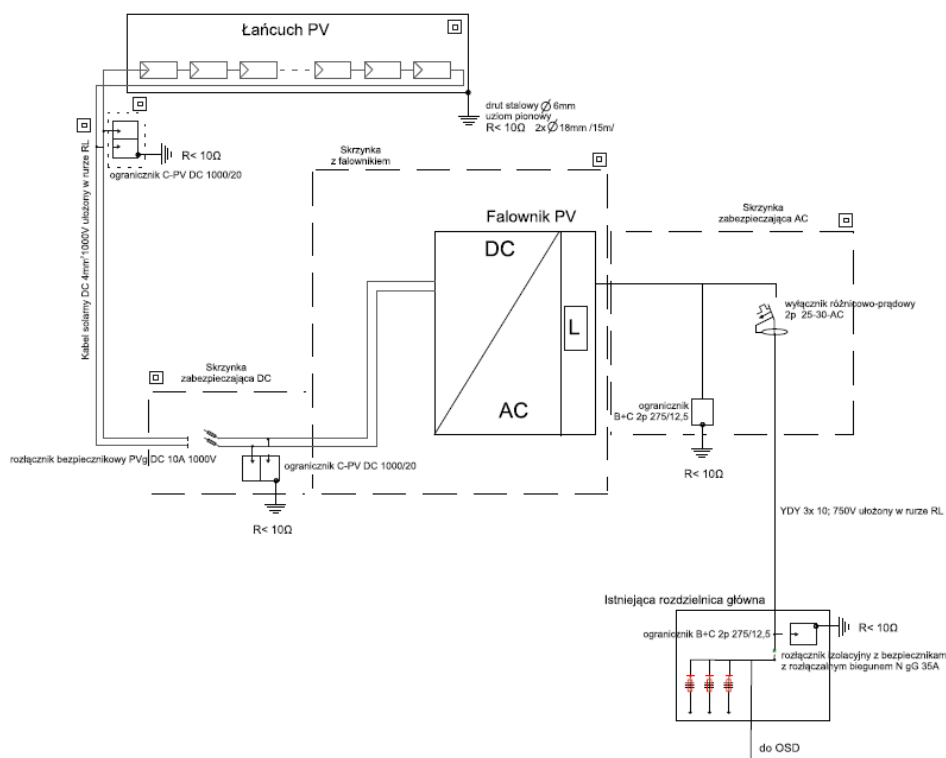 Łańcuch PV
drut stalowy Ø 6mm
uziom pionowy
R< 10Ω 2x Ø 18mm /15m/
R< 10Ω
ogranicznik C-PV DC 1000/20
Kabel solarny DC 4mm² 1000V ułożony w rurze RL
Skrzynka
z falownikiem
Falownik PV
DC
L
AC
Skrzynka
zabezpieczająca AC
wyłącznik różnicowo-prądowy
2p 25-30-AC
ogranicznik
B+C 2p 275/12,5
R< 10Ω
Skrzynka
zabezpieczająca DC
rozłącznik bezpiecznikowy PVgDC 10A 1000V
ogranicznik C-PV DC 1000/20
R< 10Ω
YDY 3x 10; 750V ułożony w rurze RL
Istniejąca rozdzielnica główna
ogranicznik B+C 2p 275/12,5
R< 10Ω
rozłącznik izolacyjny z bezpiecznikam
z rozłączalnym biegunem N gG 35A
do OSD